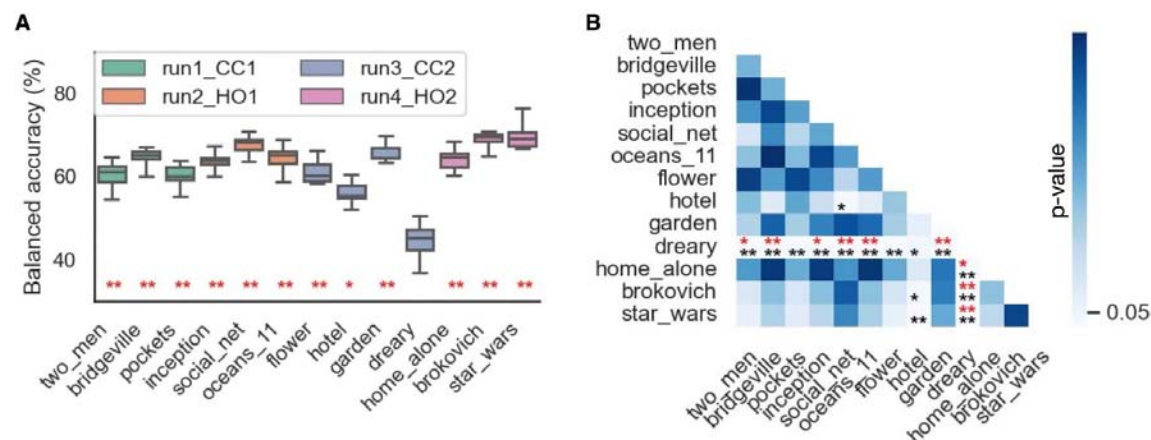 A
Balanced accuracy (%)
80
60
40
run1_CC1
run2_HO1
run3_CC2
run4_HO2
** ** ** ** ** ** ** * ** ** ** **
two_men
bridgeville
pockets
inception
social_net
oceans_11
flower
hotel
garden
dreary
home_alone
brokovich
star_wars
B
two_men
bridgeville
pockets
inception
social_net
oceans_11
flower
hotel
*
garden
dreary
* ** * ** ** **
** ** ** ** ** ** ** * **
home_alone
*
**
brokovich
**
* **
star_wars
**
** **
two_men
bridgeville
pockets
inception
social_net
oceans_11
flower
hotel
garden
dreary
home_alone
brokovich
star_wars
p-value
0.05